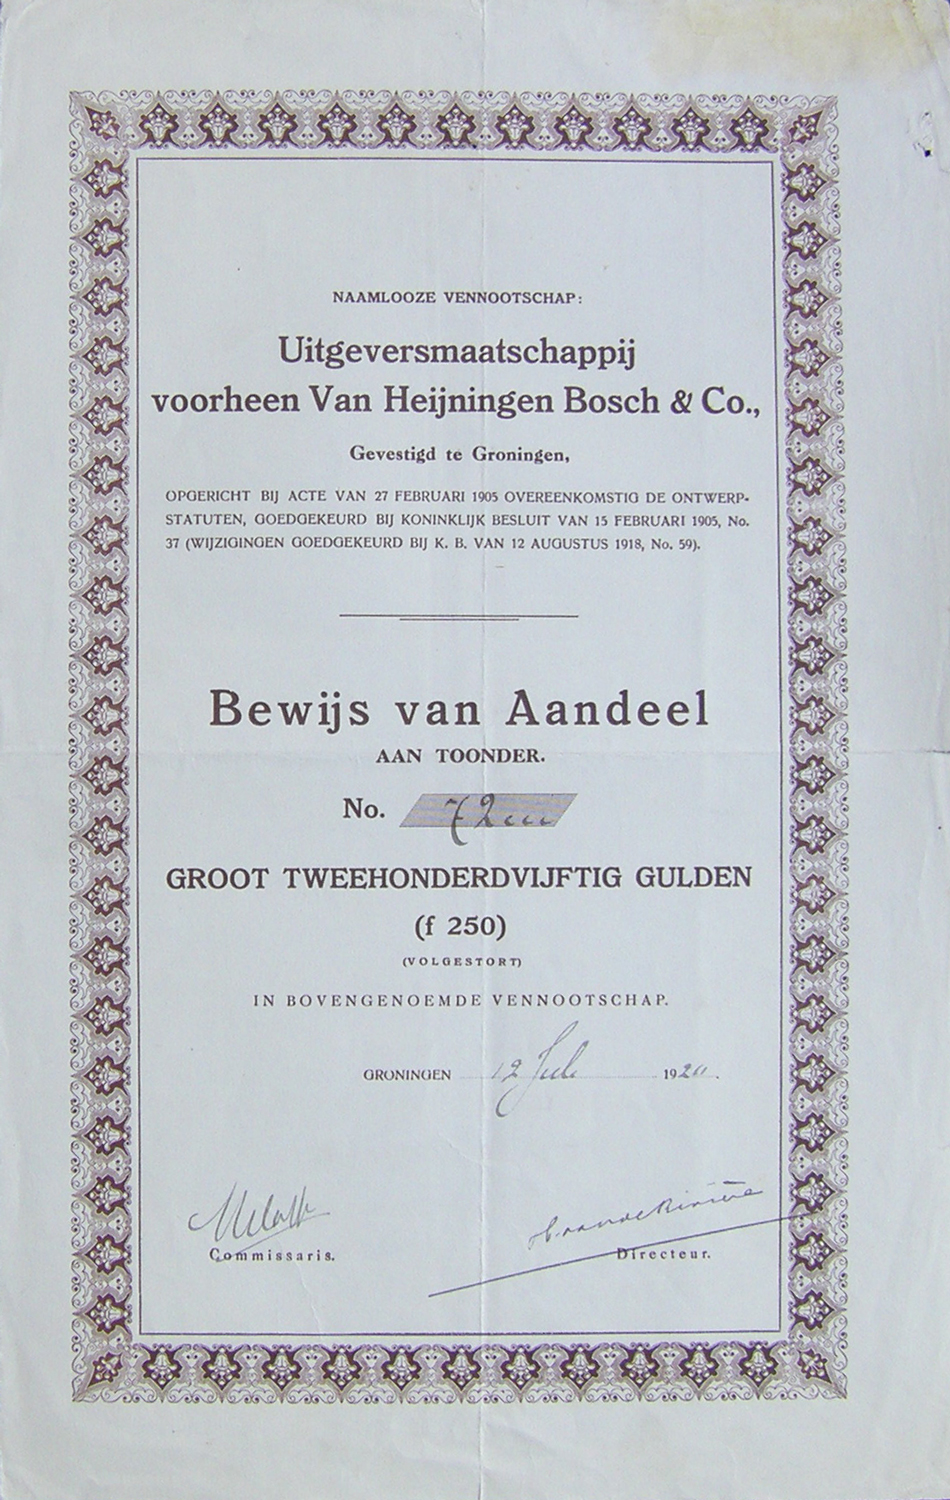 NAAMLOOZE VENNOOTSCHAP:
Uitgeversmaatschappij
voorheen Van Heijningen Bosch & Co.,
Gevestigd te Groningen,
OPGERICHT BIJ ACTE VAN 27 FEBRUARI 1905 OVEREENKOMSTIG DE ONTWERP-
STATUTEN, GOEDGEKEURD BIJ KONINKLIJK BESLUIT VAN 15 FEBRUARI 1905, No.
37 (WIJZIGINGEN GOEDGEKEURD BIJ K. B. VAN 12 AUGUSTUS 1918, No. 59).
Bewijs van Aandeel
AAN TOONDER.
No. 72
GROOT TWEEHONDERDVIJFTIG GULDEN
(f 250)
(VOLGESTORT)
IN BOVENGENOEMDE VENNOOTSCHAP.
GRONINGEN 12 Juli 1920.
Commissaris. Directeur.